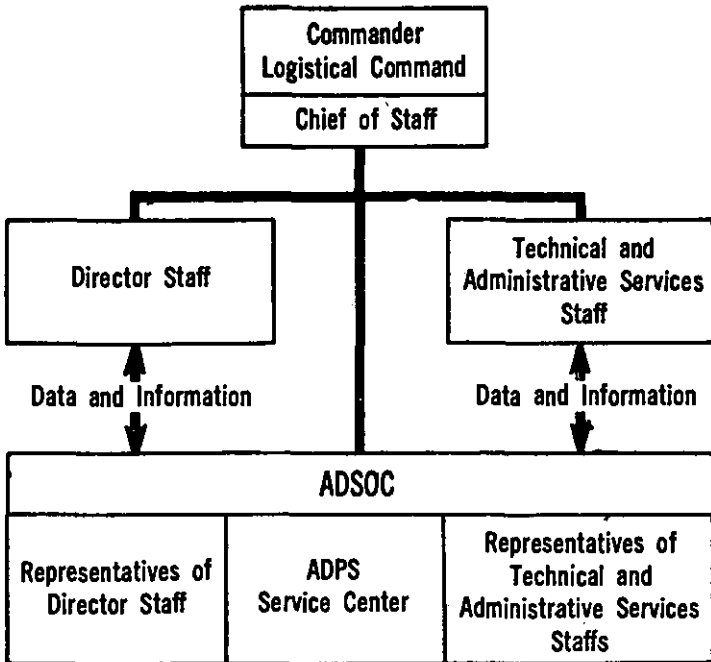 Commander
Logistical Command
Chief of Staff
Director Staff
Technical and
Administrative Services
Staff
Data and Information
Data and Information
ADSOC
Representatives of
Director Staff
ADPS
Service Center
Representatives of
Technical and
Administrative Services
Staffs